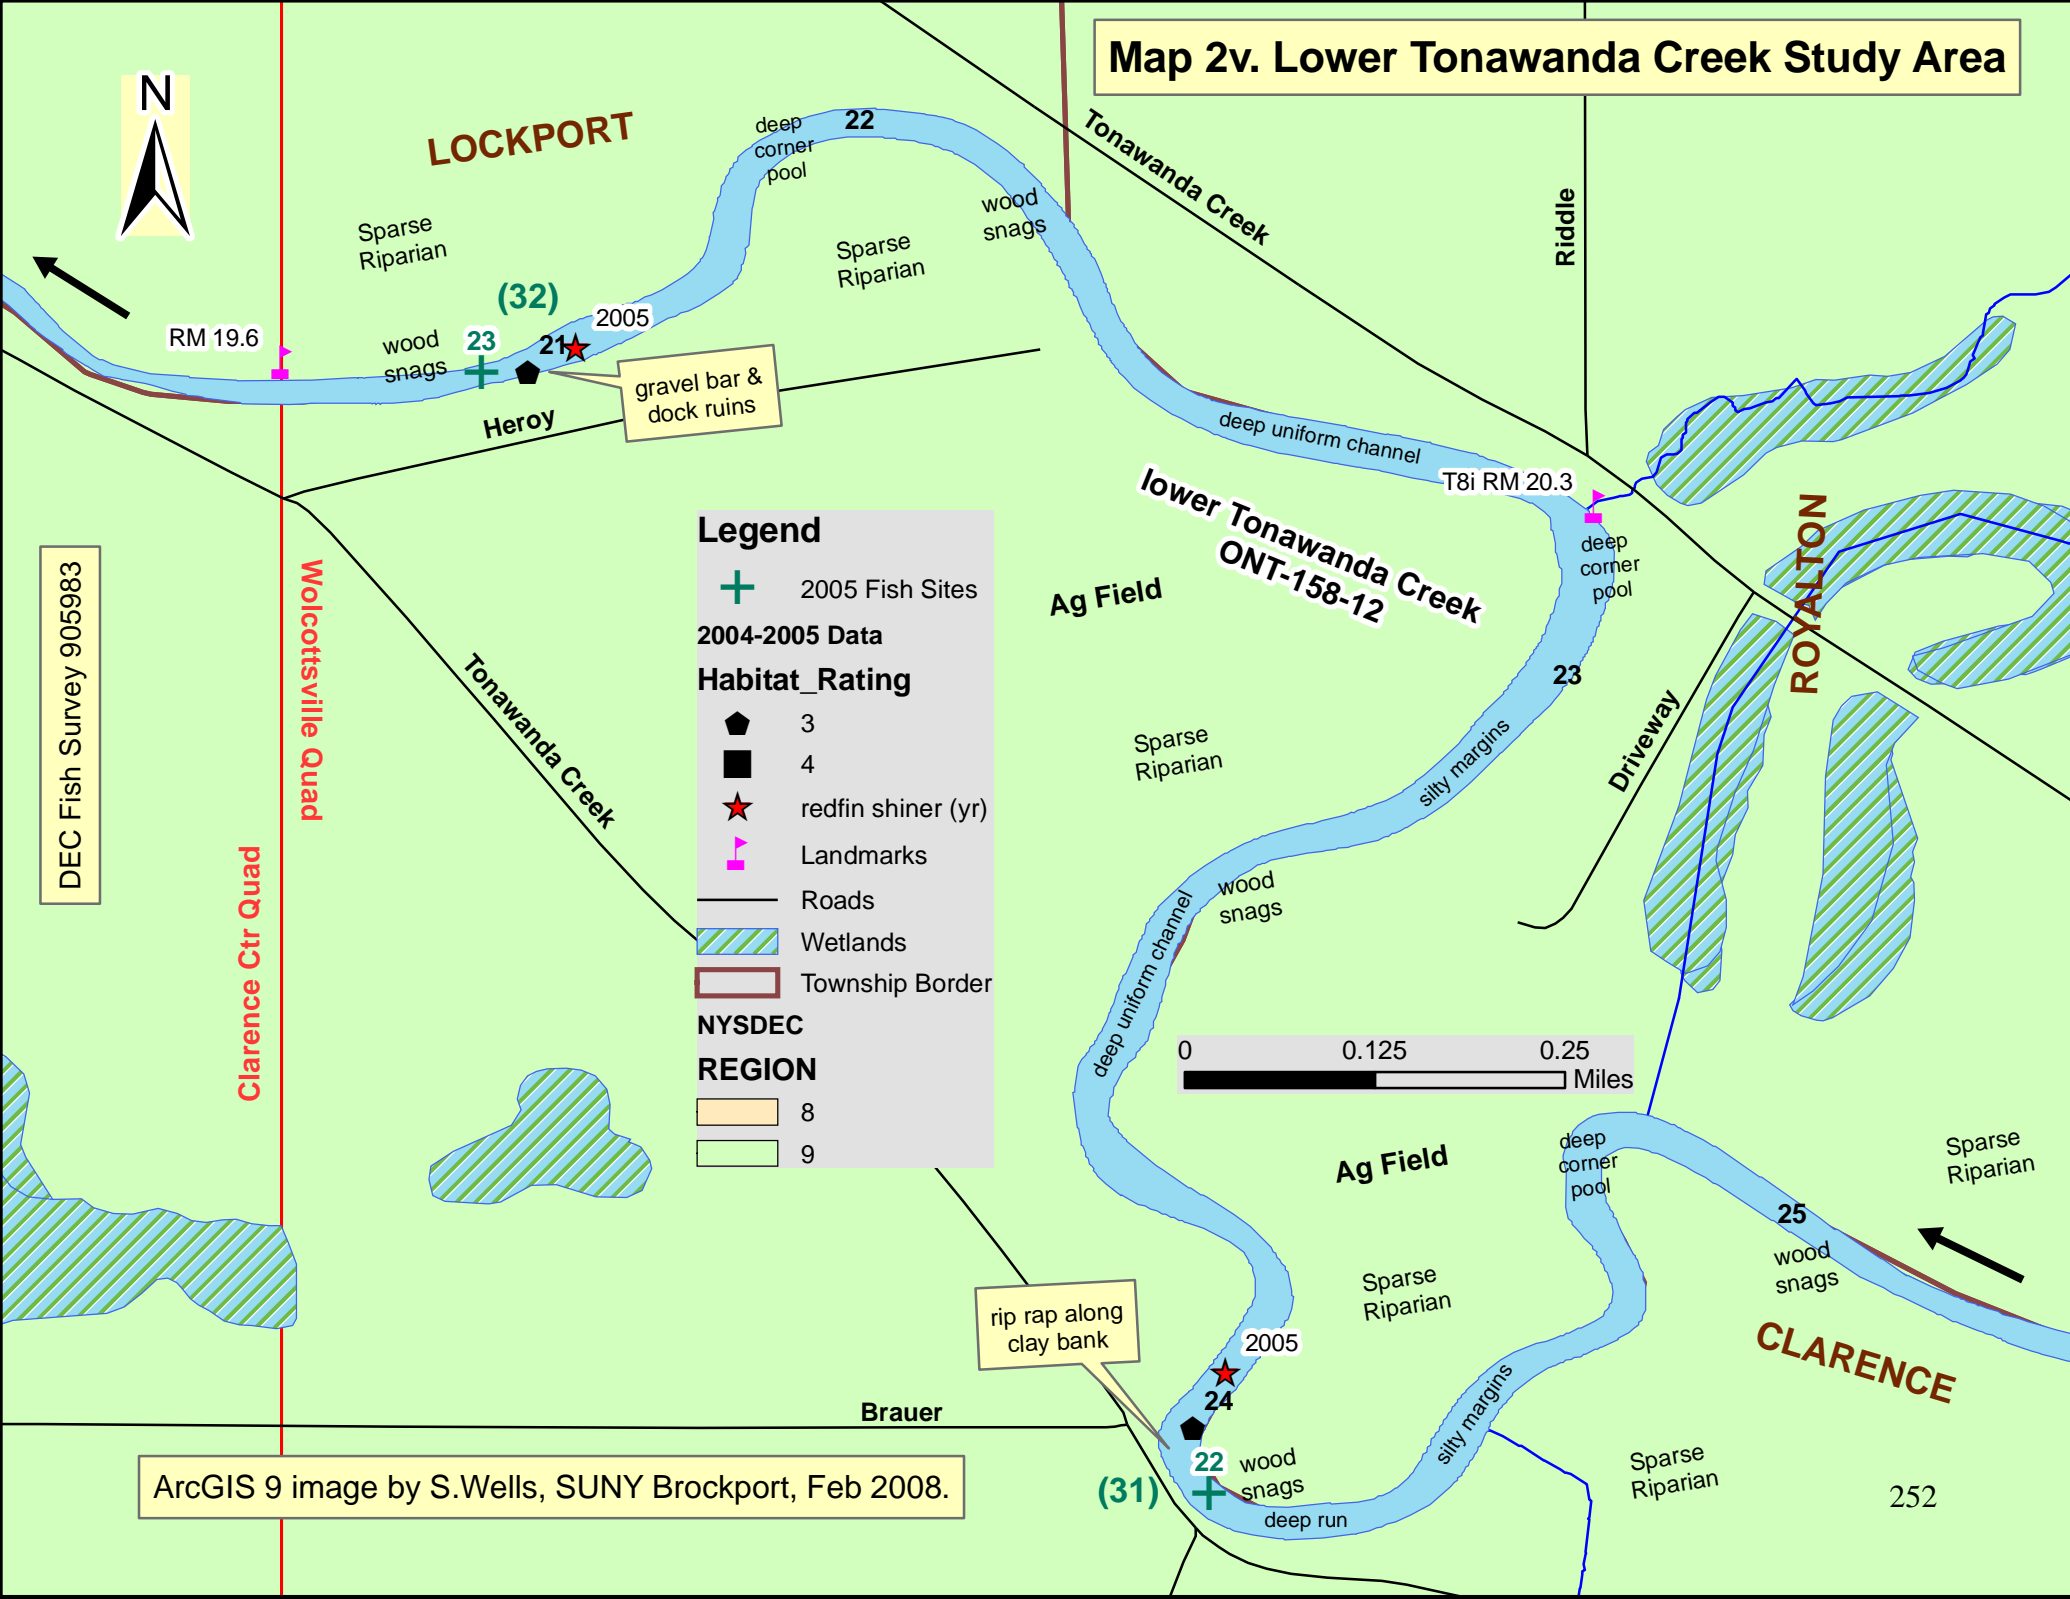 Map 2v. Lower Tonawanda Creek Study Area
N
LOCKPORT
deep
corner
pool
22
Tonawanda Creek
Riddle
wood
snags
Sparse
Riparian
Sparse
Riparian
(32)
2005
RM 19.6
wood
snags
23
21
gravel bar &
dock ruins
Heroy
deep uniform channel
T8i RM 20.3
lower Tonawanda Creek
ONT-158-12
deep
corner
pool
ROYALTON
DEC Fish Survey 905983
Wolcottsville Quad
Clarence Ctr Quad
Tonawanda Creek
Legend
2005 Fish Sites
2004-2005 Data
Habitat_Rating
3
4
redfin shiner (yr)
Landmarks
Roads
Wetlands
Township Border
NYSDEC
REGION
8
9
Ag Field
23
Sparse
Riparian
silty margins
Driveway
wood
snags
deep uniform channel
0 0.125 0.25
Miles
Ag Field
deep
corner
pool
Sparse
Riparian
25
wood
snags
Sparse
Riparian
rip rap along
clay bank
2005
24
CLARENCE
Brauer
silty margins
22
wood
snags
(31)
deep run
Sparse
Riparian
ArcGIS 9 image by S.Wells, SUNY Brockport, Feb 2008.
252